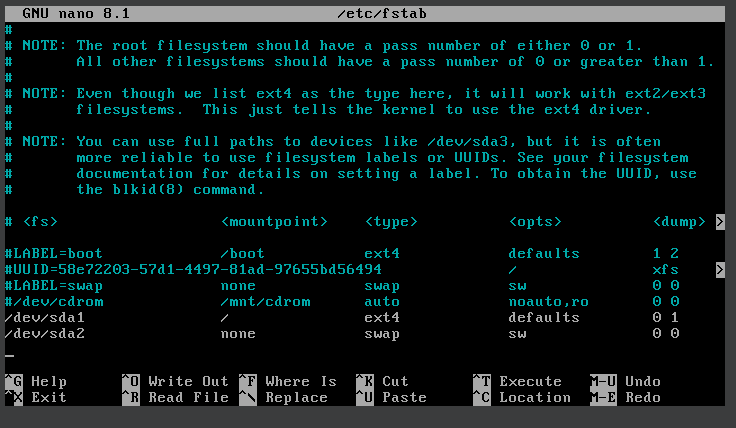 GNU nano 8.1 /etc/fstab
#
# NOTE: The root filesystem should have a pass number of either 0 or 1.
#       All other filesystems should have a pass number of 0 or greater than 1.
#
# NOTE: Even though we list ext4 as the type here, it will work with ext2/ext3
#       filesystems.  This just tells the kernel to use the ext4 driver.
#
# NOTE: You can use full paths to devices like /dev/sda3, but it is often
#       more reliable to use filesystem labels or UUIDs. See your filesystem
#       documentation for details on setting a label. To obtain the UUID, use
#       the blkid(8) command.
# <fs> <mountpoint> <type> <opts> <dump> >
#LABEL=boot /boot ext4 defaults 1 2
#UUID=58e72203-57d1-4497-81ad-97655bd56494 / xfs >
#LABEL=swap none swap sw 0 0
#/dev/cdrom /mnt/cdrom auto noauto,ro 0 0
/dev/sda1 / ext4 defaults 0 1
/dev/sda2 none swap sw 0 0
^G Help ^O Write Out ^F Where Is ^K Cut ^T Execute M-U Undo
^X Exit ^R Read File ^\ Replace ^U Paste ^C Location M-E Redo